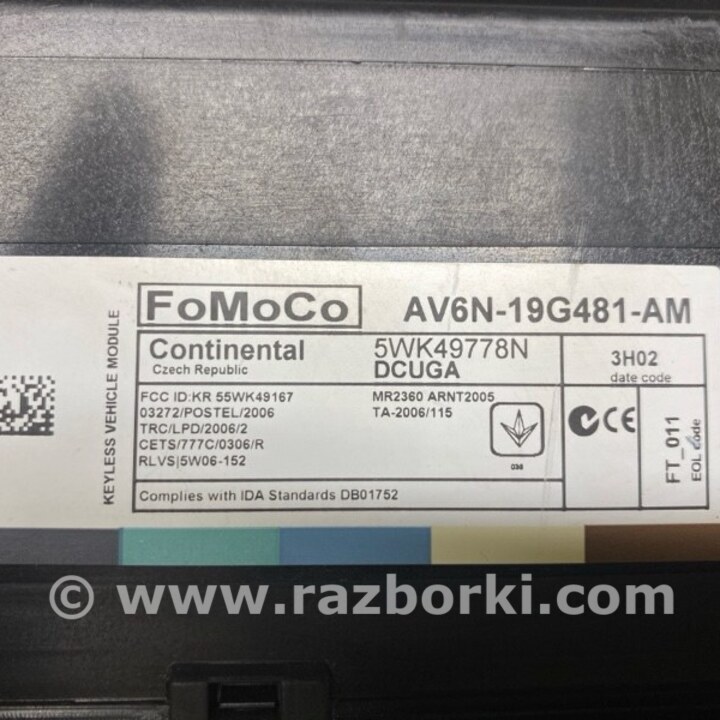 KEYLESS VEHICLE MODULE
FoMoCo
AV6N-19G481-AM
Continental
Czech Republic
5WK49778N
DCUGA
3H02
date code
FCC ID:KR 55WK49167
03272/POSTEL/2006
TRC/LPD/2006/2
CETS/777C/0306/R
RLVS|5W06-152
MR2360 ARNT2005
TA-2006/115
036
CE
FT_011
EOL code
Complies with IDA Standards DB01752
© www.razborki.com